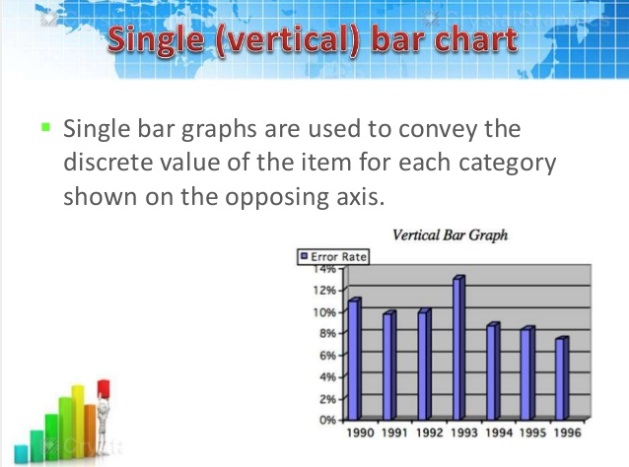 Single (vertical) bar chart
Single bar graphs are used to convey the
discrete value of the item for each category
shown on the opposing axis.
Vertical Bar Graph
Error Rate
14%
12%
10%
8%
6%
4%
2%
0%
1990 1991 1992 1993 1994 1995 1996